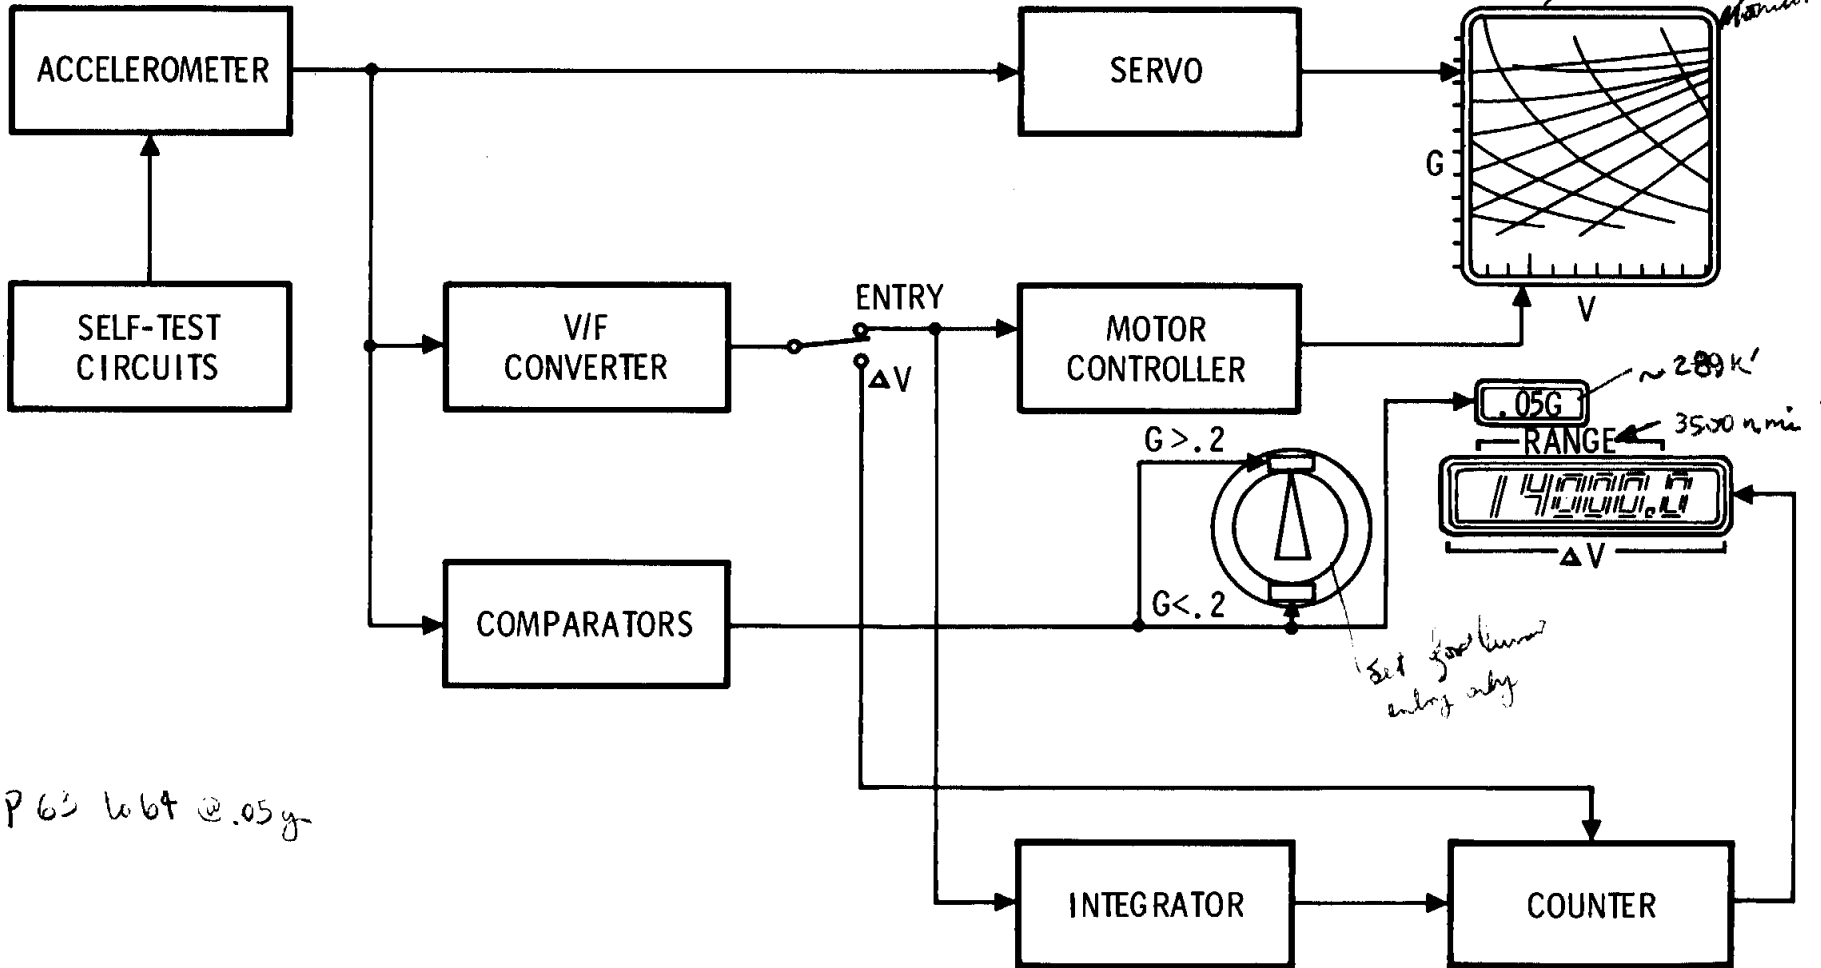 ACCELEROMETER
SERVO
G
SELF-TEST
CIRCUITS
V/F
CONVERTER
ENTRY
ΔV
MOTOR
CONTROLLER
V
.05G
~ 289K'
RANGE
3500 n.mi
14000.0
ΔV
G>.2
G<.2
COMPARATORS
Set for
entry only
P 63 to 64 @ .05g
INTEGRATOR
COUNTER